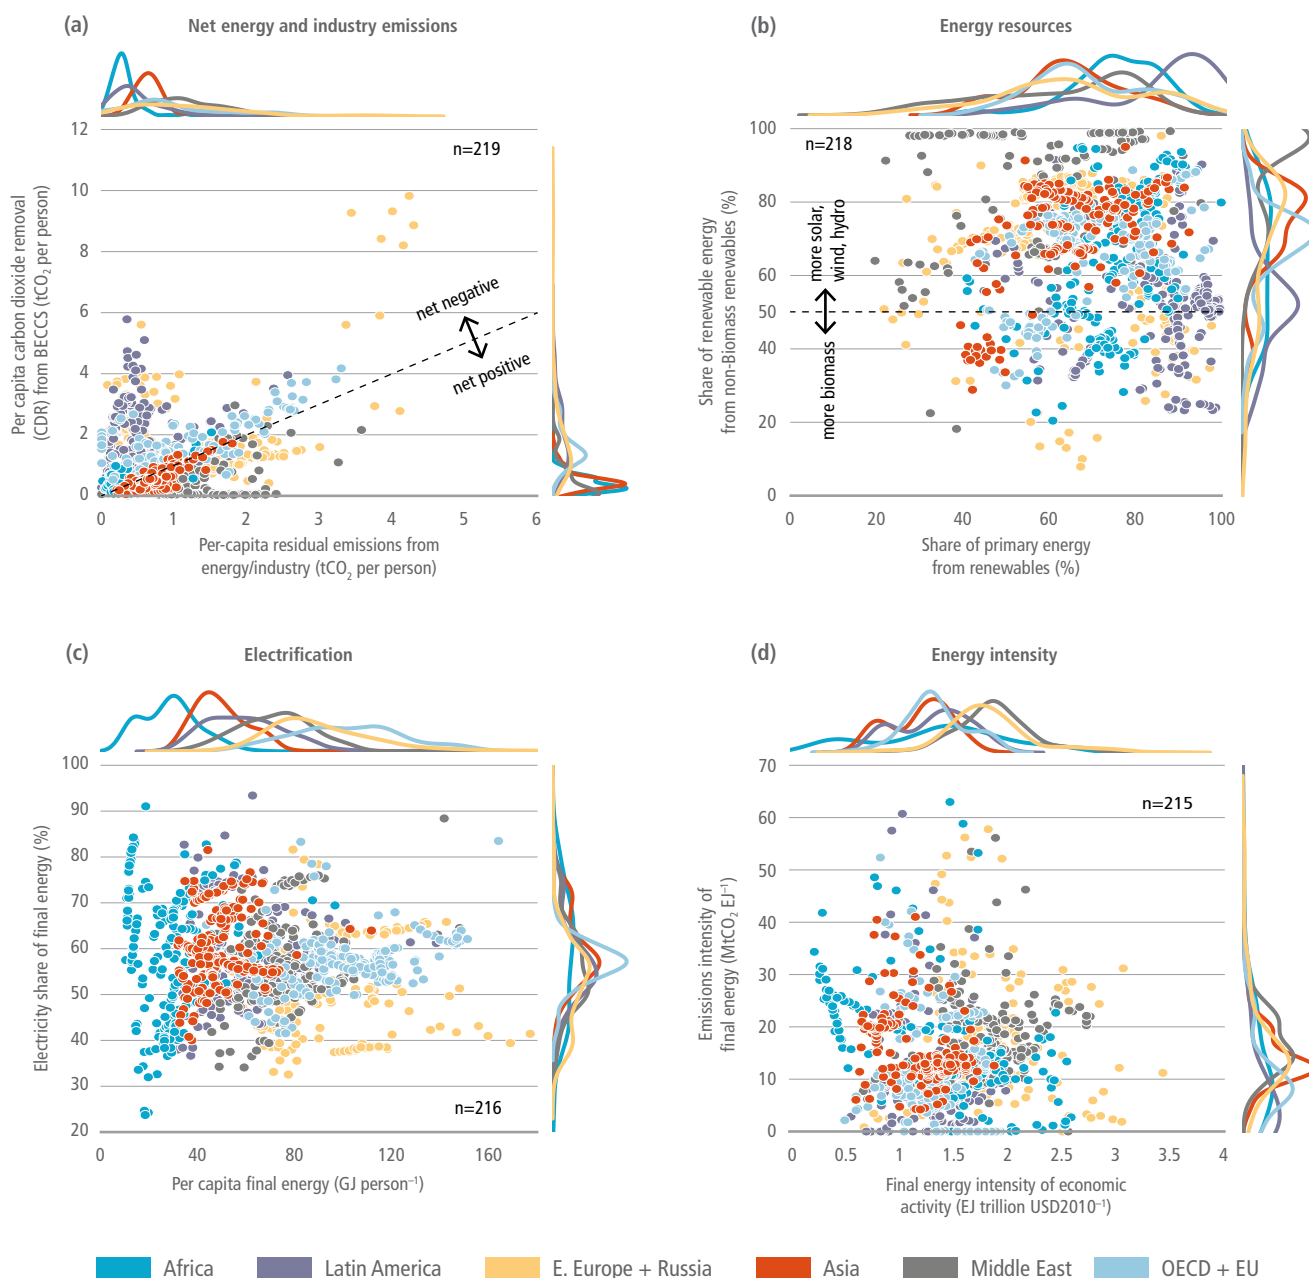 (a)
Net energy and industry emissions
12
10
8
6
4
2
0
n=219
net negative
net positive
Per capita carbon dioxide removal
(CDR) from BECCS (tCO2 per person)
0 1 2 3 4 5 6
Per-capita residual emissions from
energy/industry (tCO2 per person)
(b)
Energy resources
100
80
60
50
40
20
0
n=218
more solar,
wind, hydro
more biomass
Share of renewable energy
from non-Biomass renewables (%)
0 20 40 60 80 100
Share of primary energy
from renewables (%)
(c)
Electrification
100
90
80
70
60
50
40
30
20
n=216
Electricity share of final energy (%)
0 40 80 120 160
Per capita final energy (GJ person–1)
(d)
Energy intensity
70
60
50
40
30
20
10
0
n=215
Emissions intensity of
final energy (MtCO2 EJ–1)
0 0.5 1 1.5 2 2.5 3 3.5 4
Final energy intensity of economic
activity (EJ trillion USD2010–1)
Africa Latin America E. Europe + Russia Asia Middle East OECD + EU